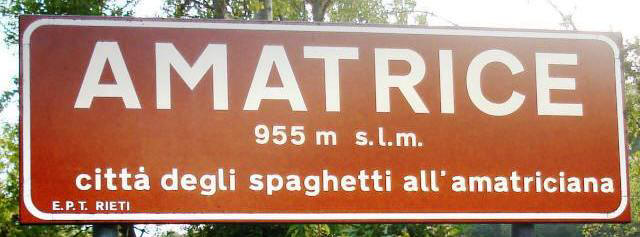 AMATRICE
955 m s.l.m.
città degli spaghetti all'amatriciana
E.P.T. RIETI